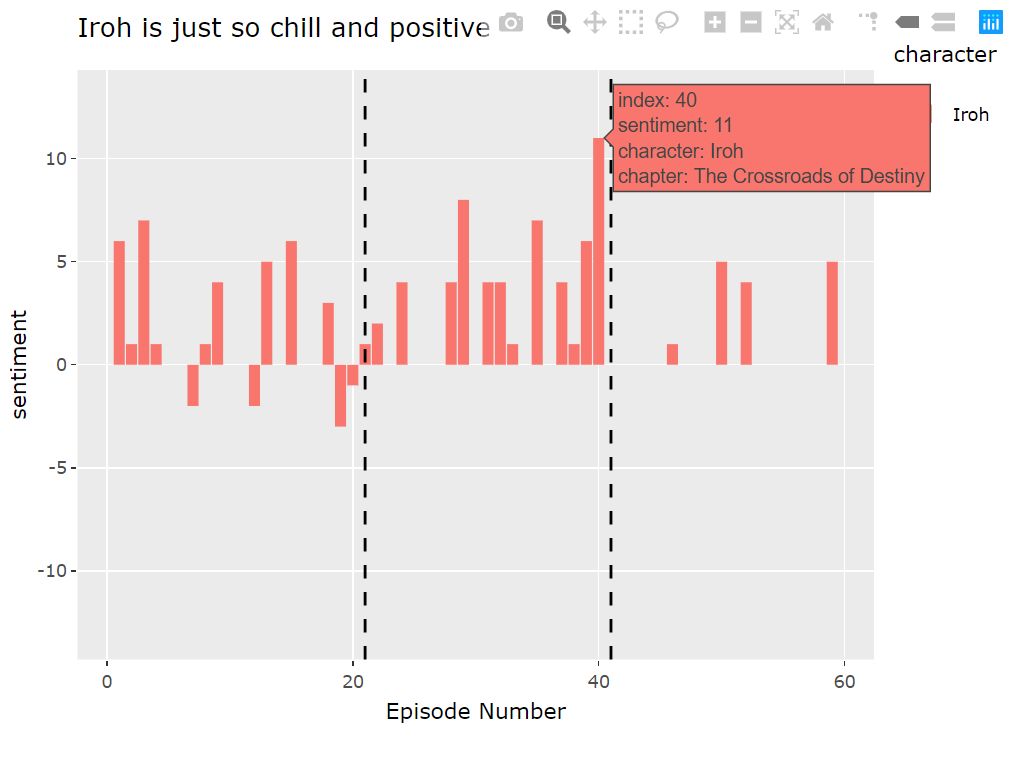 Iroh is just so chill and positive
character
Iroh
index: 40
sentiment: 11
character: Iroh
chapter: The Crossroads of Destiny
10
5
0
-5
-10
sentiment
0 20 40 60
Episode Number